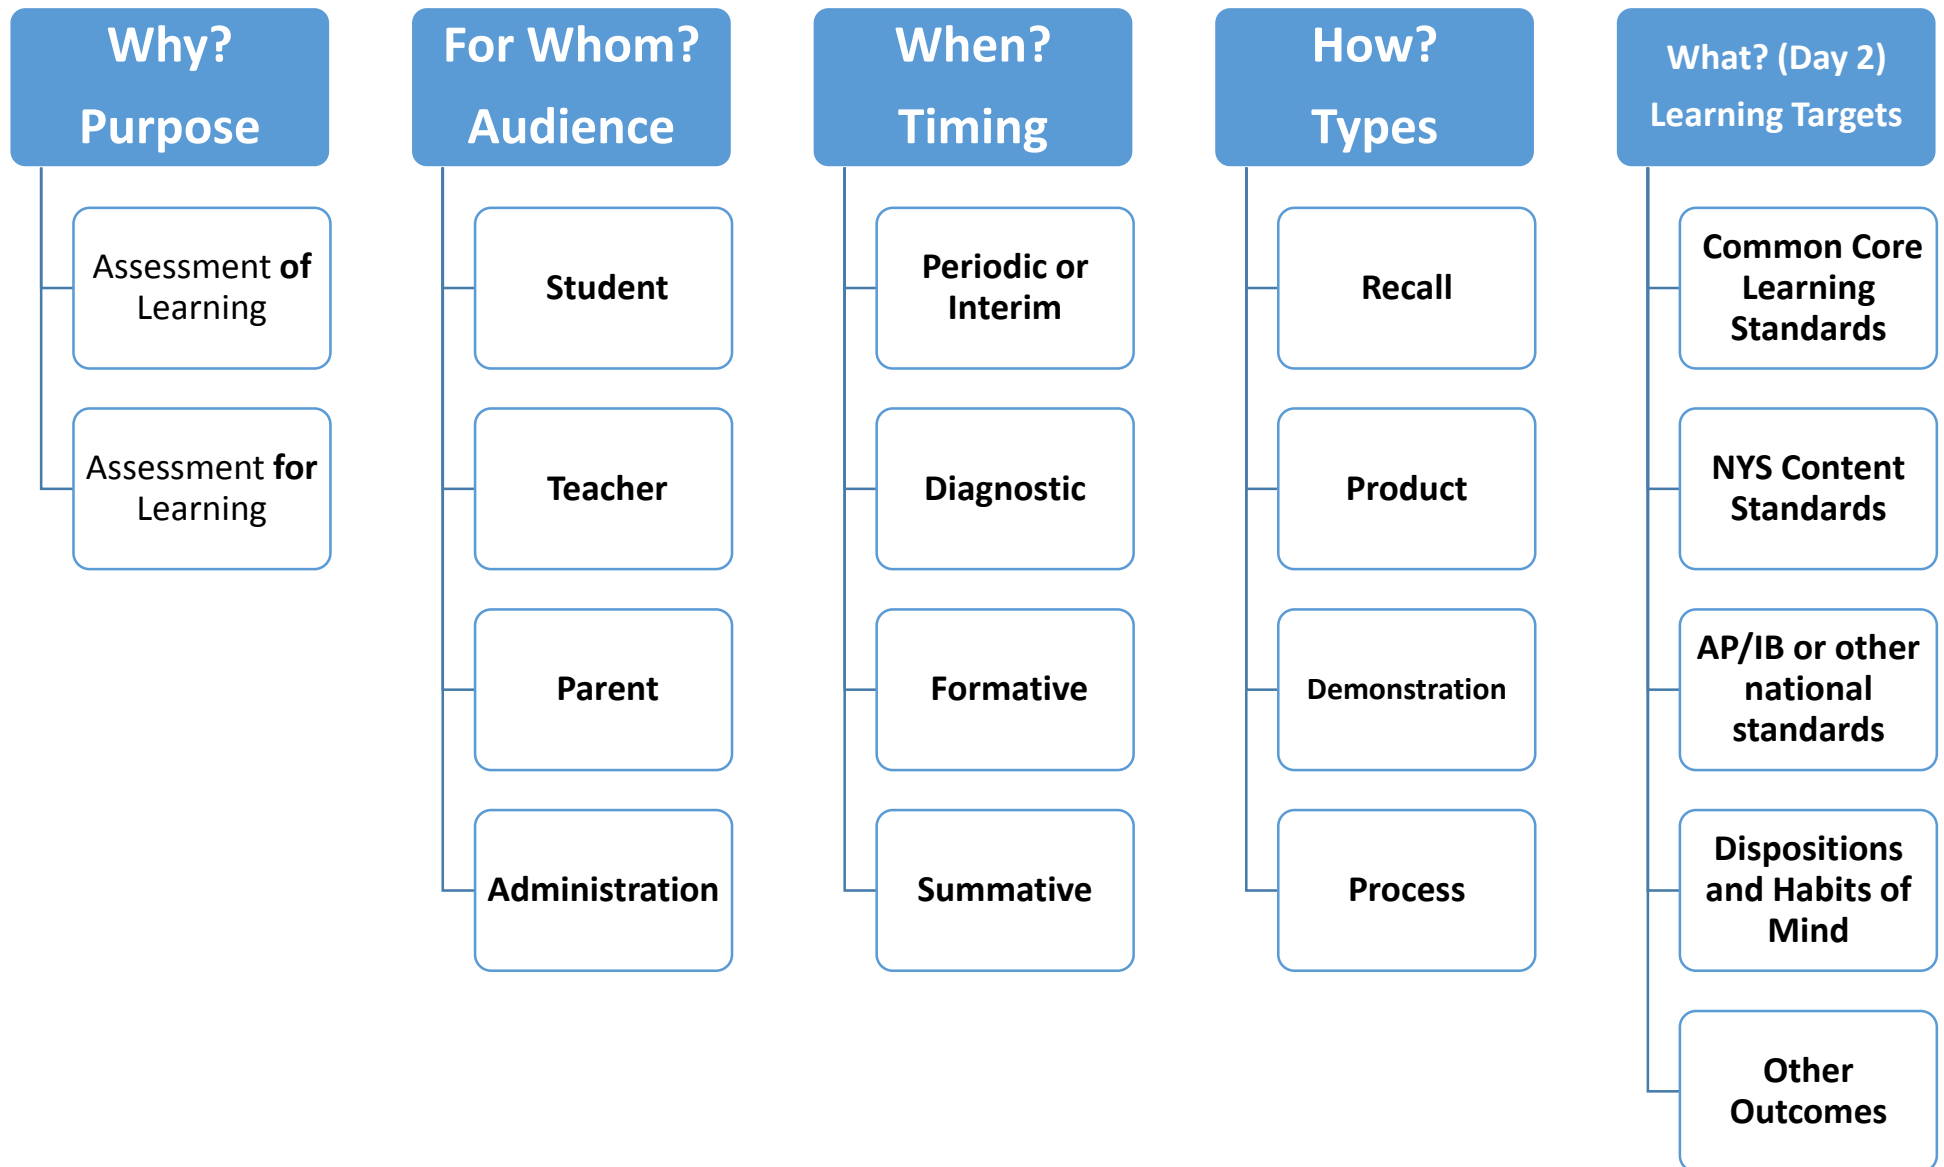 Why?
Purpose
Assessment of
Learning
Assessment for
Learning
For Whom?
Audience
Student
Teacher
Parent
Administration
When?
Timing
Periodic or
Interim
Diagnostic
Formative
Summative
How?
Types
Recall
Product
Demonstration
Process
What? (Day 2)
Learning Targets
Common Core
Learning
Standards
NYS Content
Standards
AP/IB or other
national
standards
Dispositions
and Habits of
Mind
Other
Outcomes